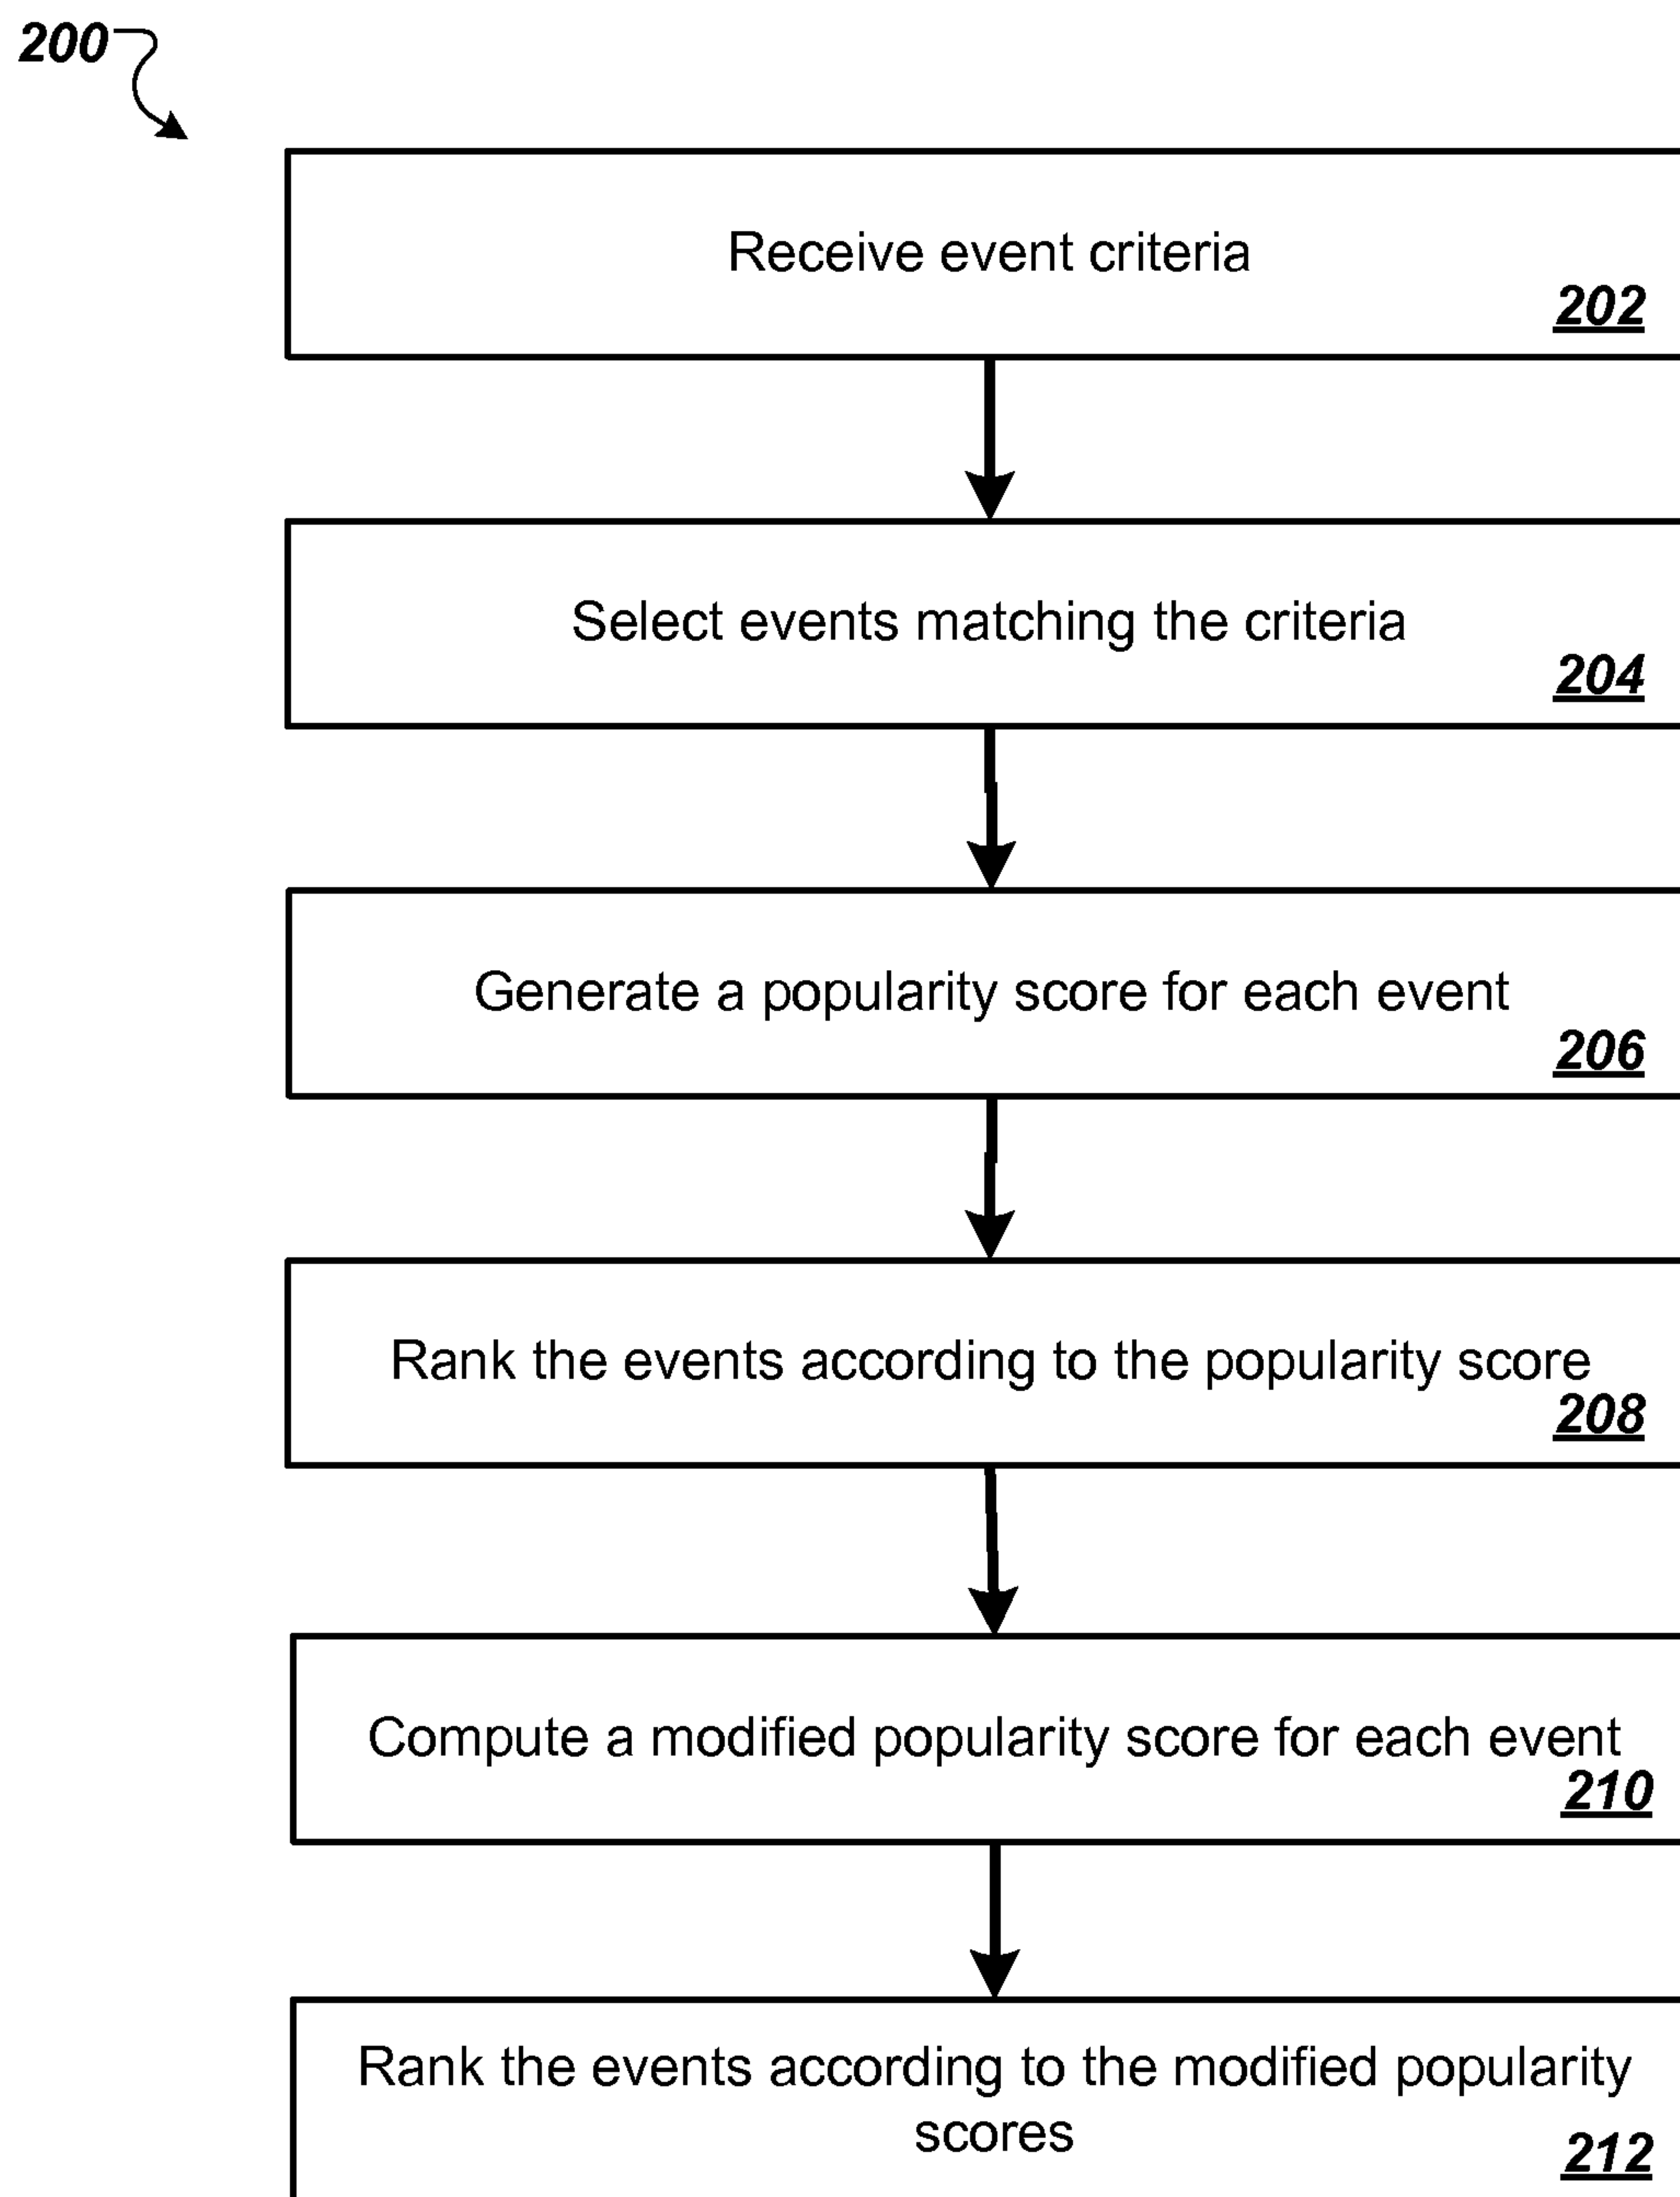 200
Receive event criteria
202
Select events matching the criteria
204
Generate a popularity score for each event
206
Rank the events according to the popularity score
208
Compute a modified popularity score for each event
210
Rank the events according to the modified popularity
scores
212